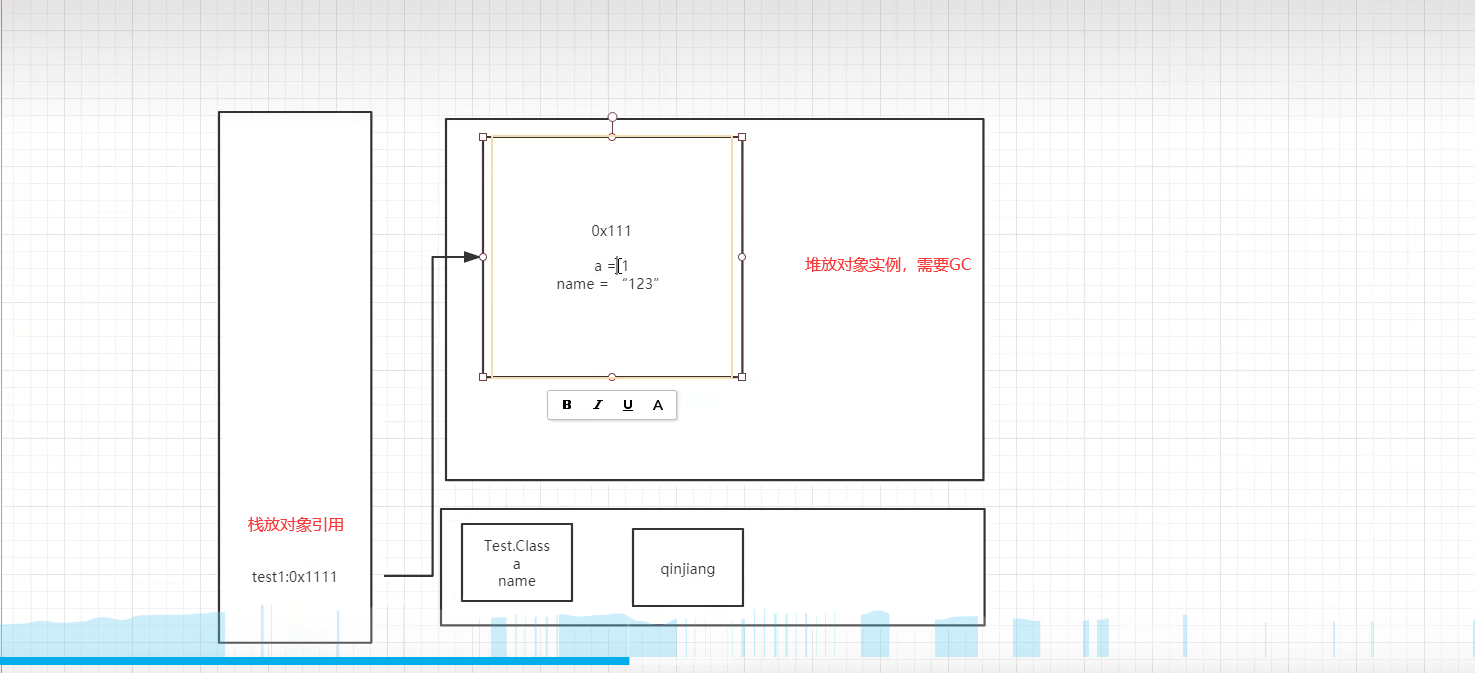 0x111
a = 1
name = “123”
堆放对象实例，需要GC
B I U A
栈放对象引用
test1:0x1111
Test.Class
a
name
qinjiang